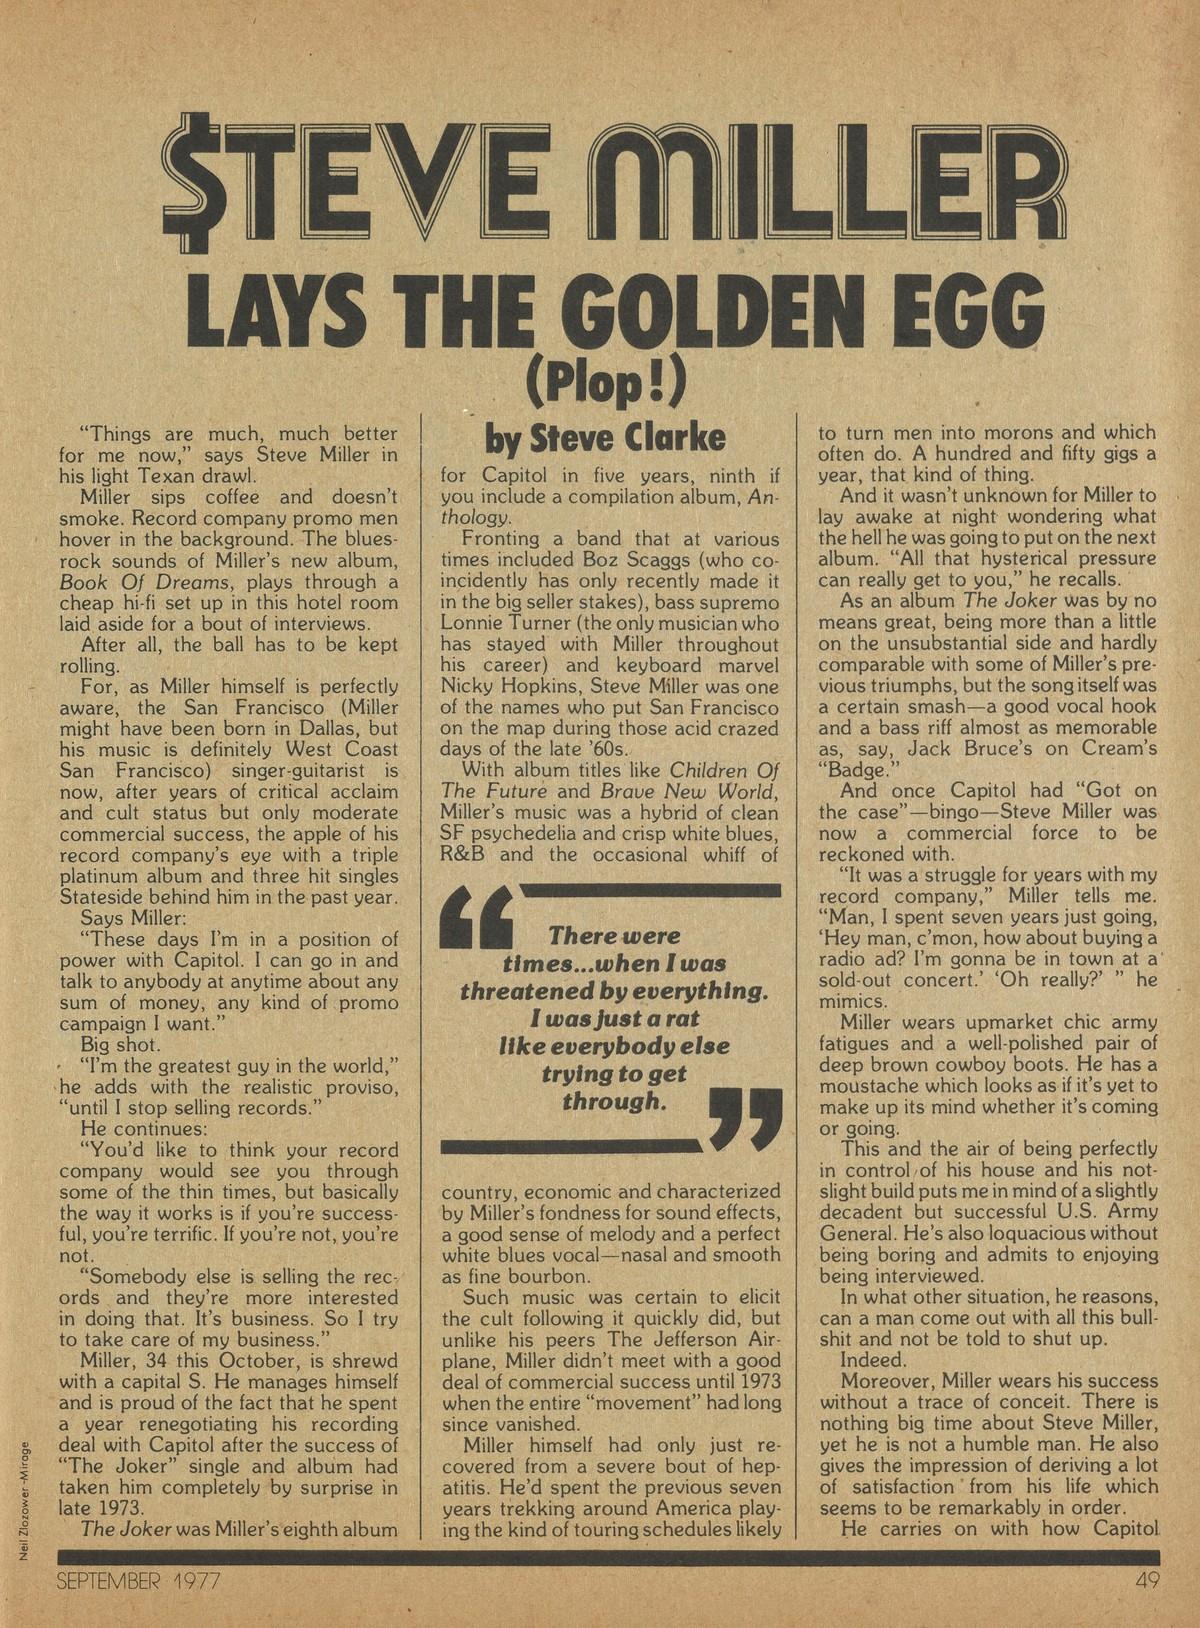 $TEVE MILLER
LAYS THE GOLDEN EGG
(Plop!)
by Steve Clarke
“Things are much, much better
for me now,” says Steve Miller in
his light Texan drawl.
Miller sips coffee and doesn’t
smoke. Record company promo men
hover in the background. The blues-
rock sounds of Miller’s new album,
Book Of Dreams, plays through a
cheap hi-fi set up in this hotel room
laid aside for a bout of interviews.
After all, the ball has to be kept
rolling.
For, as Miller himself is perfectly
aware, the San Francisco (Miller
might have been born in Dallas, but
his music is definitely West Coast
San Francisco) singer-guitarist is
now, after years of critical acclaim
and cult status but only moderate
commercial success, the apple of his
record company’s eye with a triple
platinum album and three hit singles
Stateside behind him in the past year.
Says Miller:
“These days I’m in a position of
power with Capitol. I can go in and
talk to anybody at anytime about any
sum of money, any kind of promo
campaign I want.”
Big shot.
“I’m the greatest guy in the world,”
he adds with the realistic proviso,
“until I stop selling records.”
He continues:
“You’d like to think your record
company would see you through
some of the thin times, but basically
the way it works is if you’re success-
ful, you’re terrific. If you’re not, you’re
not.
“Somebody else is selling the rec-
ords and they’re more interested
in doing that. It’s business. So I try
to take care of my business.”
Miller, 34 this October, is shrewd
with a capital S. He manages himself
and is proud of the fact that he spent
a year renegotiating his recording
deal with Capitol after the success of
“The Joker” single and album had
taken him completely by surprise in
late 1973.
The Joker was Miller’s eighth album
for Capitol in five years, ninth if
you include a compilation album, An-
thology.
Fronting a band that at various
times included Boz Scaggs (who co-
incidently has only recently made it
in the big seller stakes), bass supremo
Lonnie Turner (the only musician who
has stayed with Miller throughout
his career) and keyboard marvel
Nicky Hopkins, Steve Miller was one
of the names who put San Francisco
on the map during those acid crazed
days of the late ’60s.
With album titles like Children Of
The Future and Brave New World,
Miller’s music was a hybrid of clean
SF psychedelia and crisp white blues,
R&B and the occasional whiff of
“There were
times...when I was
threatened by everything.
I was just a rat
like everybody else
trying to get
through.”
country, economic and characterized
by Miller’s fondness for sound effects,
a good sense of melody and a perfect
white blues vocal—nasal and smooth
as fine bourbon.
Such music was certain to elicit
the cult following it quickly did, but
unlike his peers The Jefferson Air-
plane, Miller didn’t meet with a good
deal of commercial success until 1973
when the entire “movement” had long
since vanished.
Miller himself had only just re-
covered from a severe bout of hep-
atitis. He’d spent the previous seven
years trekking around America play-
ing the kind of touring schedules likely
to turn men into morons and which
often do. A hundred and fifty gigs a
year, that kind of thing.
And it wasn’t unknown for Miller to
lay awake at night wondering what
the hell he was going to put on the next
album. “All that hysterical pressure
can really get to you,” he recalls.
As an album The Joker was by no
means great, being more than a little
on the unsubstantial side and hardly
comparable with some of Miller’s pre-
vious triumphs, but the song itself was
a certain smash—a good vocal hook
and a bass riff almost as memorable
as, say, Jack Bruce’s on Cream’s
“Badge.”
And once Capitol had “Got on
the case”—bingo—Steve Miller was
now a commercial force to be
reckoned with.
“It was a struggle for years with my
record company,” Miller tells me.
“Man, I spent seven years just going,
‘Hey man, c’mon, how about buying a
radio ad? I’m gonna be in town at a
sold-out concert.’ ‘Oh really?’ ” he
mimics.
Miller wears upmarket chic army
fatigues and a well-polished pair of
deep brown cowboy boots. He has a
moustache which looks as if it’s yet to
make up its mind whether it’s coming
or going.
This and the air of being perfectly
in control of his house and his not-
slight build puts me in mind of a slightly
decadent but successful U.S. Army
General. He’s also loquacious without
being boring and admits to enjoying
being interviewed.
In what other situation, he reasons,
can a man come out with all this bull-
shit and not be told to shut up.
Indeed.
Moreover, Miller wears his success
without a trace of conceit. There is
nothing big time about Steve Miller,
yet he is not a humble man. He also
gives the impression of deriving a lot
of satisfaction from his life which
seems to be remarkably in order.
He carries on with how Capitol
Neil Zlozower-Mirage
SEPTEMBER 1977
49